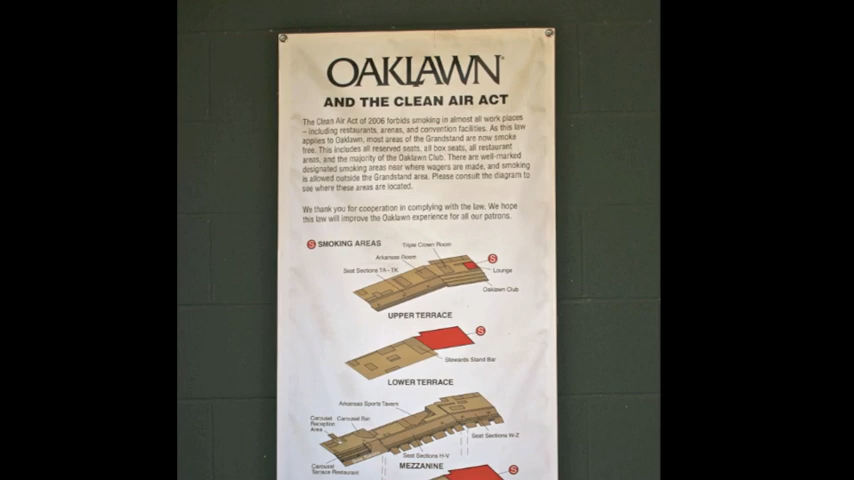 OAKLAWN
AND THE CLEAN AIR ACT
The Clean Air Act of 2006 forbids smoking in almost all work places
– including restaurants, arenas, and convention facilities. As this law
applies to Oaklawn, most areas of the Grandstand are now smoke
free. This includes all reserved seats, all box seats, all restaurant
areas, and the majority of the Oaklawn Club. There are well-marked
designated smoking areas near where wagers are made, and smoking
is allowed outside the Grandstand area. Please consult the diagram to
see where these areas are located.
We thank you for cooperation in complying with the law. We hope
this law will improve the Oaklawn experience for all our patrons.
S SMOKING AREAS
Triple Crown Room
Arkansas Room
S
Seat Sections TA - TK
Lounge
Oaklawn Club
UPPER TERRACE
S
Stewards Stand Bar
LOWER TERRACE
Arkansas Sports Tavern
Carousel
Reception
Area
Carousel Bar
Seat Sections W-Z
Seat Sections H-V
Carousel
Terrace Restaurant
MEZZANINE
S